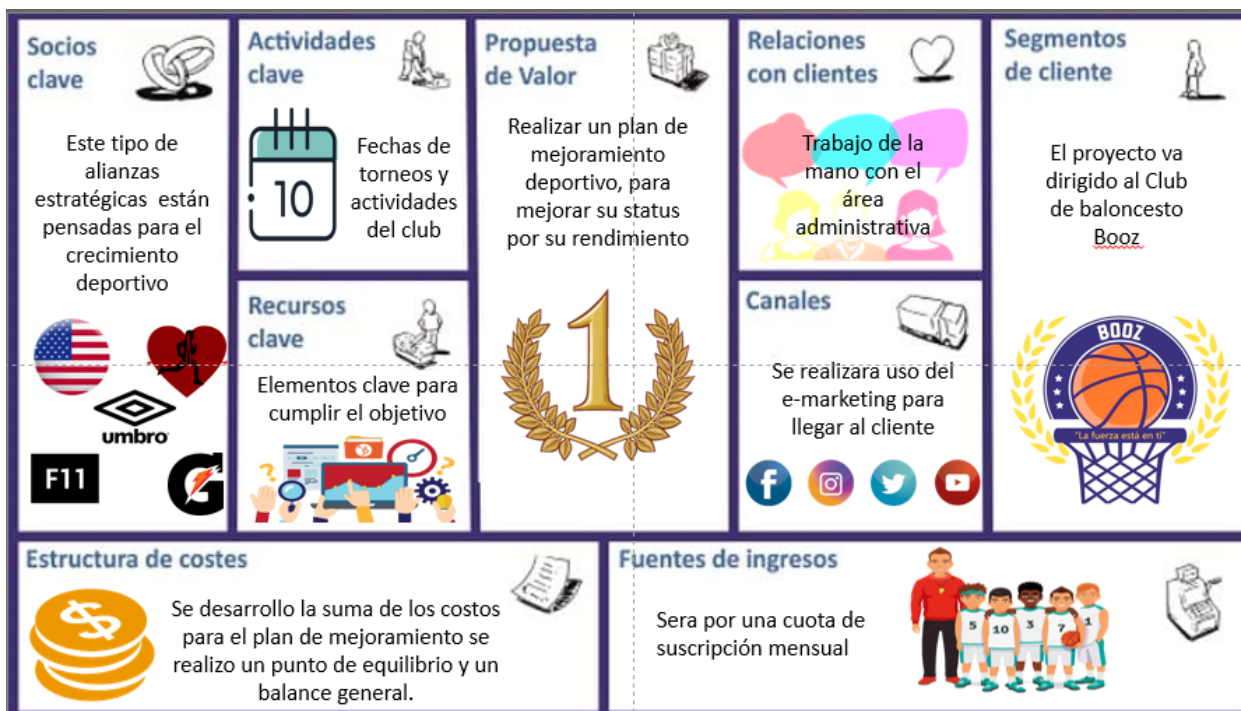 Socios
clave
Este tipo de
alianzas
estratégicas están
pensadas para el
crecimiento
deportivo
umbro
F11
G
Actividades
clave
10
Fechas de
torneos y
actividades
del club
Recursos
clave
Elementos clave para
cumplir el objetivo
Propuesta
de Valor
Realizar un plan de
mejoramiento
deportivo, para
mejorar su status
por su rendimiento
1
Relaciones
con clientes
Trabajo de la
mano con el
área
administrativa
Canales
Se realizara uso del
e-marketing para
llegar al cliente
Segmentos
de cliente
El proyecto va
dirigido al Club
de baloncesto
Booz
BOOZ
"La fuerza está en ti"
Estructura de costes
$
Se desarrollo la suma de los costos
para el plan de mejoramiento se
realizo un punto de equilibrio y un
balance general.
Fuentes de ingresos
Sera por una cuota de
suscripción mensual
5 10 3 7 1